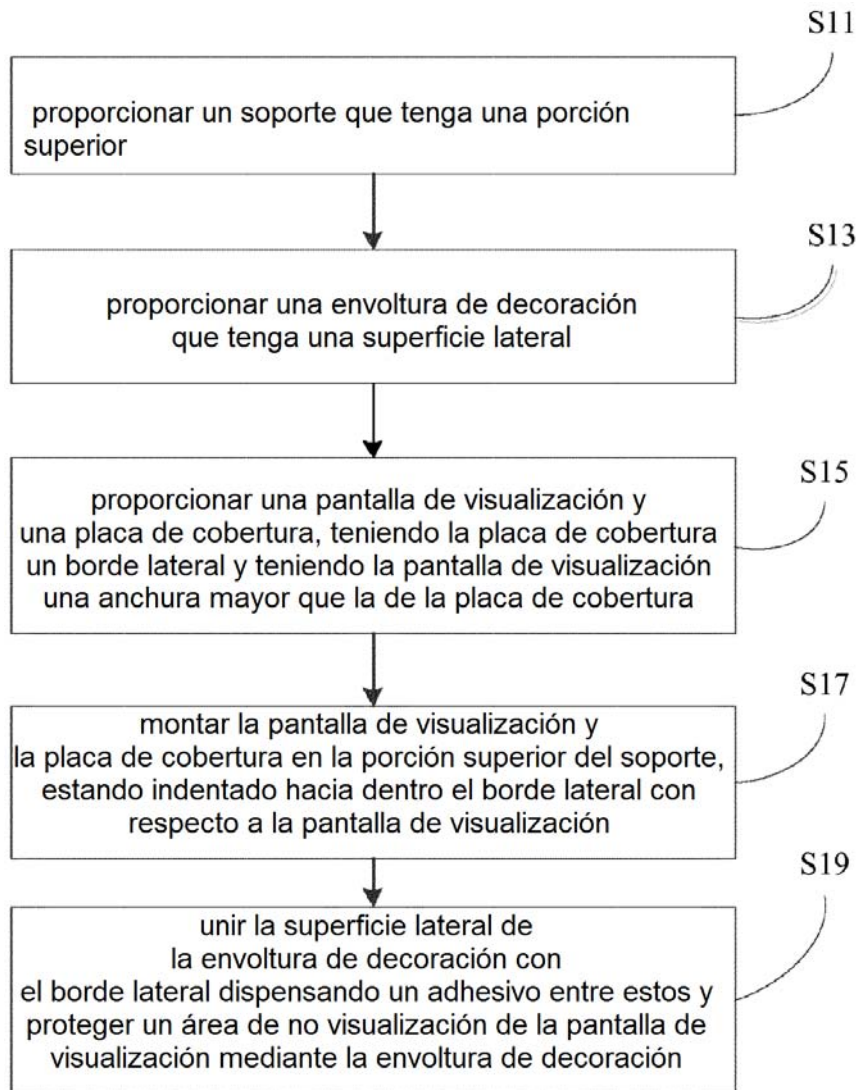 S11
proporcionar un soporte que tenga una porción
superior
S13
proporcionar una envoltura de decoración
que tenga una superficie lateral
S15
proporcionar una pantalla de visualización y
una placa de cobertura, teniendo la placa de cobertura
un borde lateral y teniendo la pantalla de visualización
una anchura mayor que la de la placa de cobertura
S17
montar la pantalla de visualización y
la placa de cobertura en la porción superior del soporte,
estando indentado hacia dentro el borde lateral con
respecto a la pantalla de visualización
S19
unir la superficie lateral de
la envoltura de decoración con
el borde lateral dispensando un adhesivo entre estos y
proteger un área de no visualización de la pantalla de
visualización mediante la envoltura de decoración